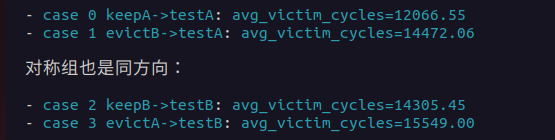 - case 0 keepA->testA: avg_victim_cycles=12066.55
- case 1 evictB->testA: avg_victim_cycles=14472.06
对称组也是同方向：
- case 2 keepB->testB: avg_victim_cycles=14305.45
- case 3 evictA->testB: avg_victim_cycles=15549.00